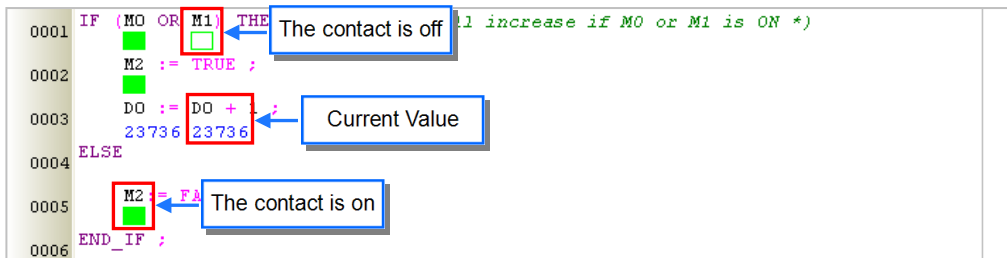 0001 IF (M0 OR M1) THE The contact is off ll increase if M0 or M1 is ON *)
0002 M2 := TRUE ;
0003 D0 := D0 + 1 ; Current Value
23736 23736
0004 ELSE
0005 M2:= FA The contact is on
0006 END_IF ;